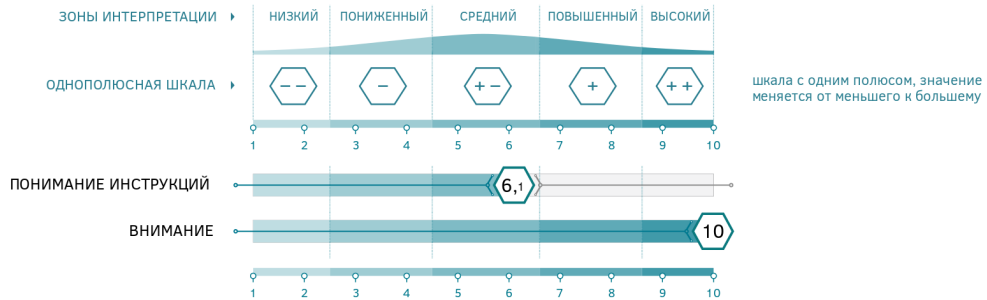 ЗОНЫ ИНТЕРПРЕТАЦИИ НИЗКИЙ ПОНИЖЕННЫЙ СРЕДНИЙ ПОВЫШЕННЫЙ ВЫСОКИЙ
ОДНОПОЛЮСНАЯ ШКАЛА – – – + – + + +
шкала с одним полюсом, значение
меняется от меньшего к большему
1 2 3 4 5 6 7 8 9 10
ПОНИМАНИЕ ИНСТРУКЦИЙ 6,1
ВНИМАНИЕ 10
1 2 3 4 5 6 7 8 9 10